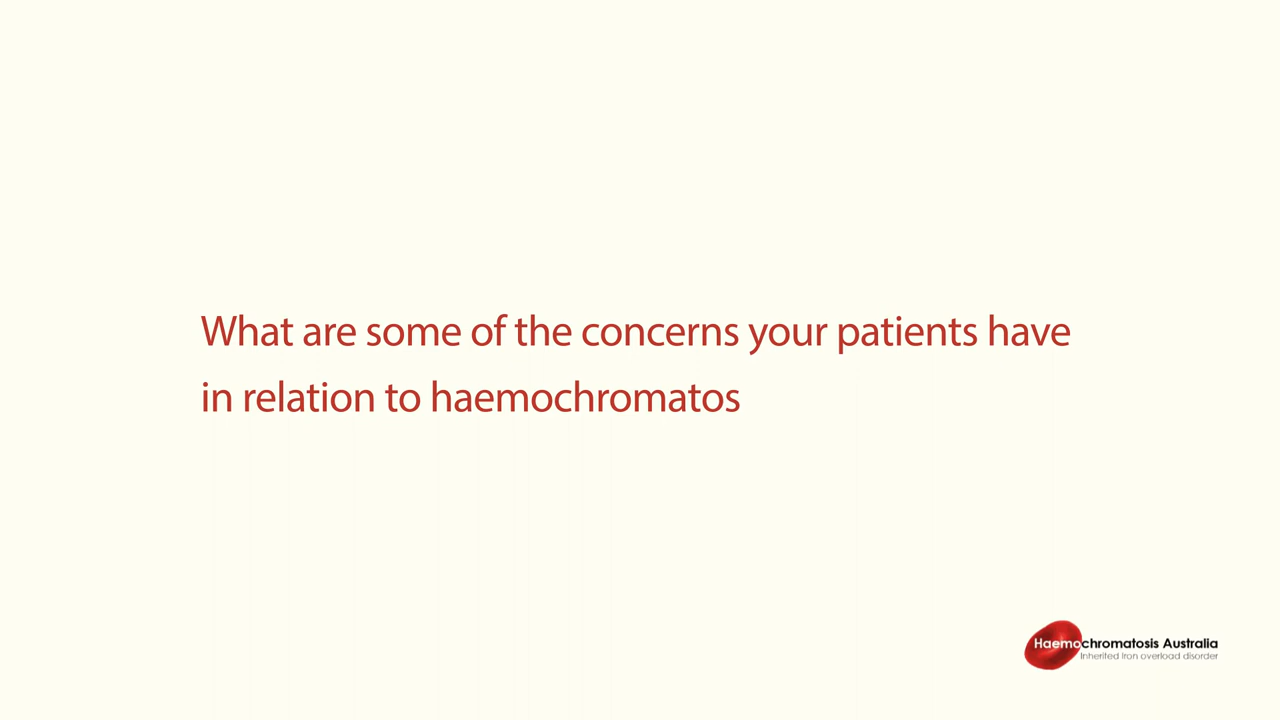 What are some of the concerns your patients have
in relation to haemochromatos
Haemochromatosis Australia
Inherited Iron overload disorder